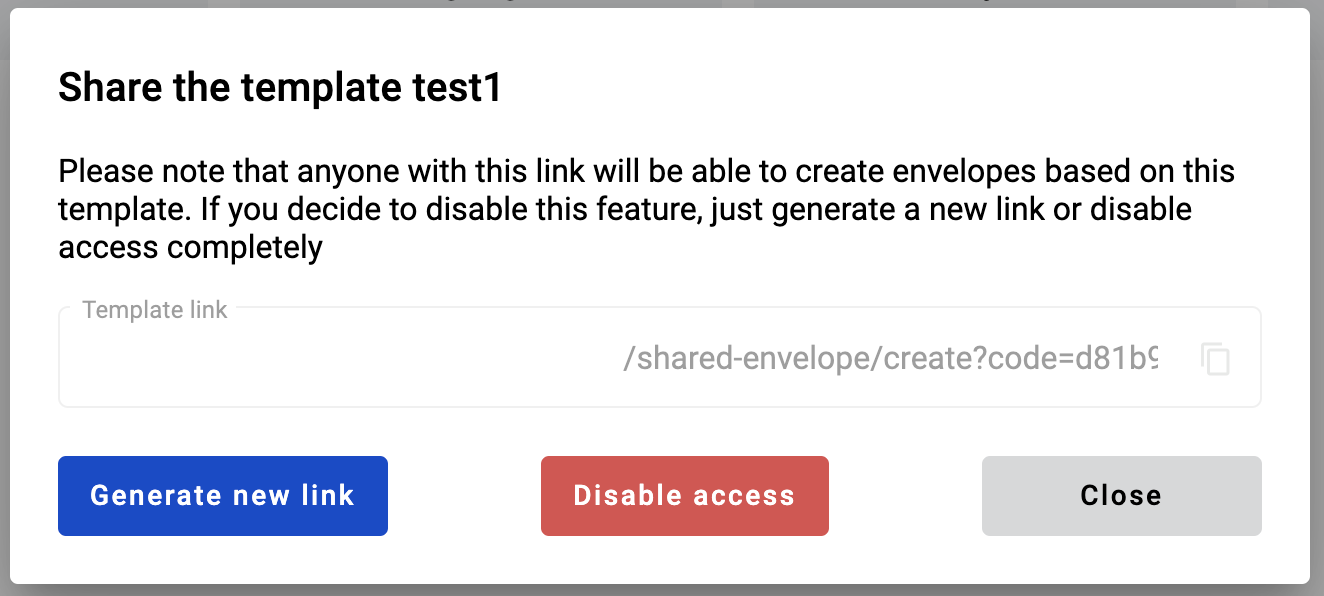 Share the template test1
Please note that anyone with this link will be able to create envelopes based on this
template. If you decide to disable this feature, just generate a new link or disable
access completely
Template link
/shared-envelope/create?code=d81b9
Generate new link
Disable access
Close